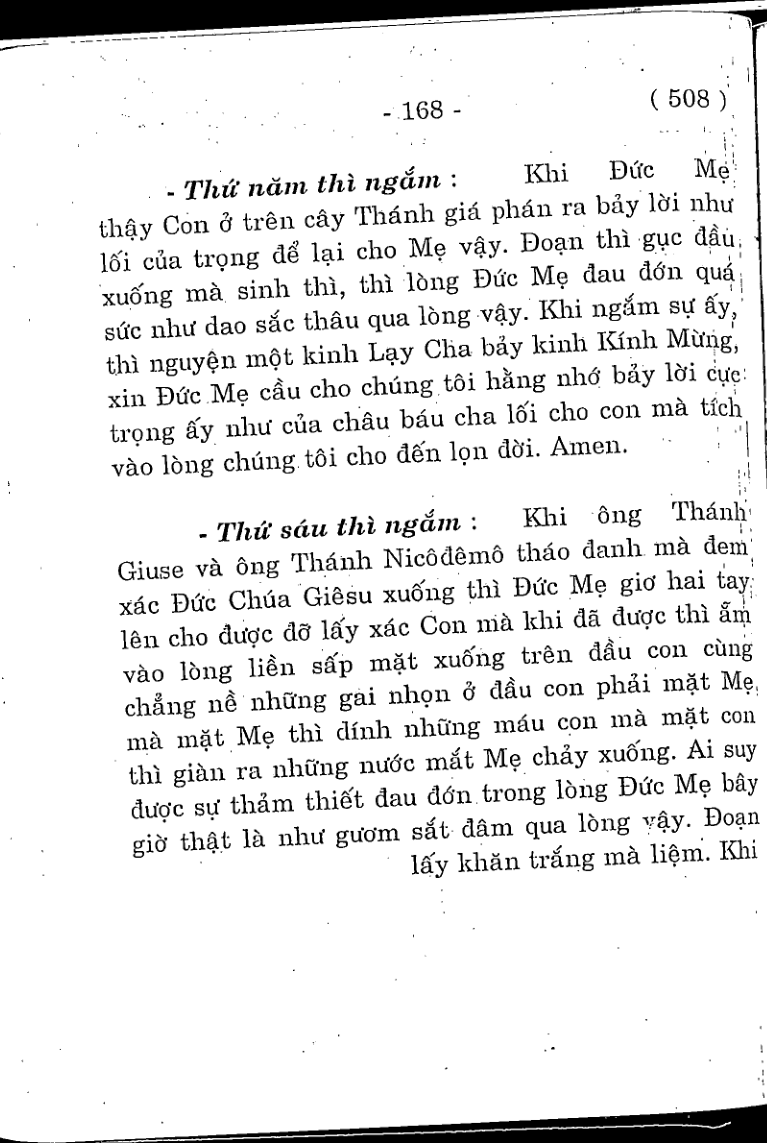 - 168 - ( 508 )
- Thứ năm thì ngắm : Khi Đức Mẹ
thậy Con ở trên cây Thánh giá phán ra bảy lời như
lối của trọng để lại cho Mẹ vậy. Đoạn thì gục đầu
xuống mà sinh thì, thì lòng Đức Mẹ đau đớn quá
sức như dao sắc thâu qua lòng vậy. Khi ngắm sự ấy,
thì nguyện một kinh Lạy Cha bảy kinh Kính Mừng,
xin Đức Mẹ cầu cho chúng tôi hằng nhớ bảy lời cực
trọng ấy như của châu báu cha lối cho con mà tích
vào lòng chúng tôi cho đến lọn đời. Amen.
- Thứ sáu thì ngắm : Khi ông Thánh
Giuse và ông Thánh Nicôđêmô tháo đanh mà đem
xác Đức Chúa Giêsu xuống thì Đức Mẹ giơ hai tay
lên cho được đỡ lấy xác Con mà khi đã được thì ẵm
vào lòng liền sấp mặt xuống trên đầu con cùng
chẳng nề những gai nhọn ở đầu con phải mặt Mẹ,
mà mặt Mẹ thì dính những máu con mà mặt con
thì giàn ra những nước mắt Mẹ chảy xuống. Ai suy
được sự thảm thiết đau đớn trong lòng Đức Mẹ bây
giờ thật là như gươm sắt đâm qua lòng vậy. Đoạn
lấy khăn trắng mà liệm. Khi